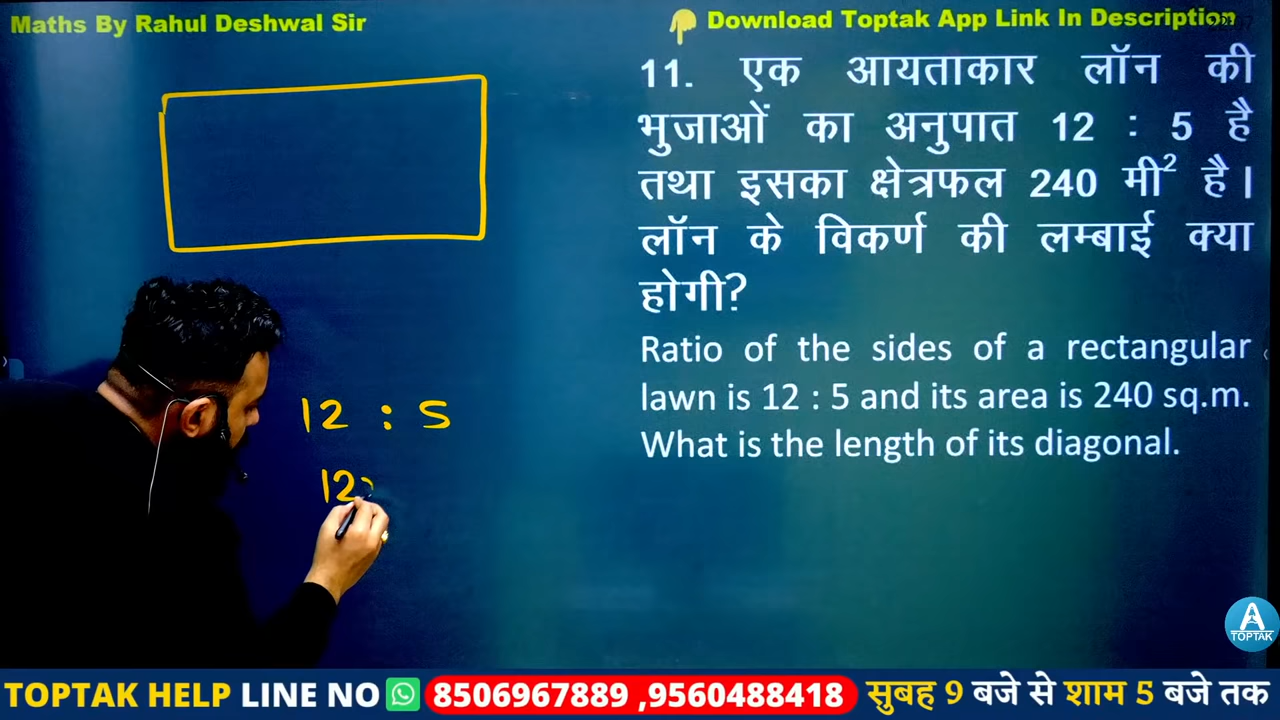 Maths By Rahul Deshwal Sir
Download Toptak App Link In Description
11. एक आयताकार लॉन की
भुजाओं का अनुपात 12 : 5 है
तथा इसका क्षेत्रफल 240 मी² है।
लॉन के विकर्ण की लम्बाई क्या
होगी?
Ratio of the sides of a rectangular
lawn is 12 : 5 and its area is 240 sq.m.
What is the length of its diagonal.
12 : 5
12
A
TOPTAK
TOPTAK HELP LINE NO 8506967889 ,9560488418 सुबह 9 बजे से शाम 5 बजे तक